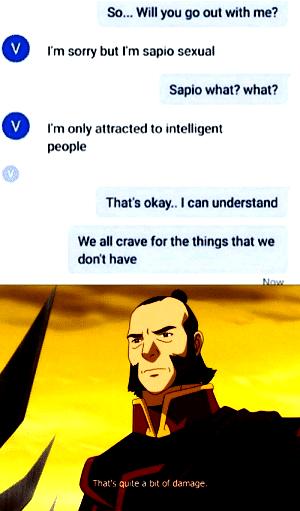 So... Will you go out with me?
V
I'm sorry but I'm sapio sexual
Sapio what? what?
V
I'm only attracted to intelligent
people
V
That's okay.. I can understand
We all crave for the things that we
don't have
Now
That's quite a bit of damage.